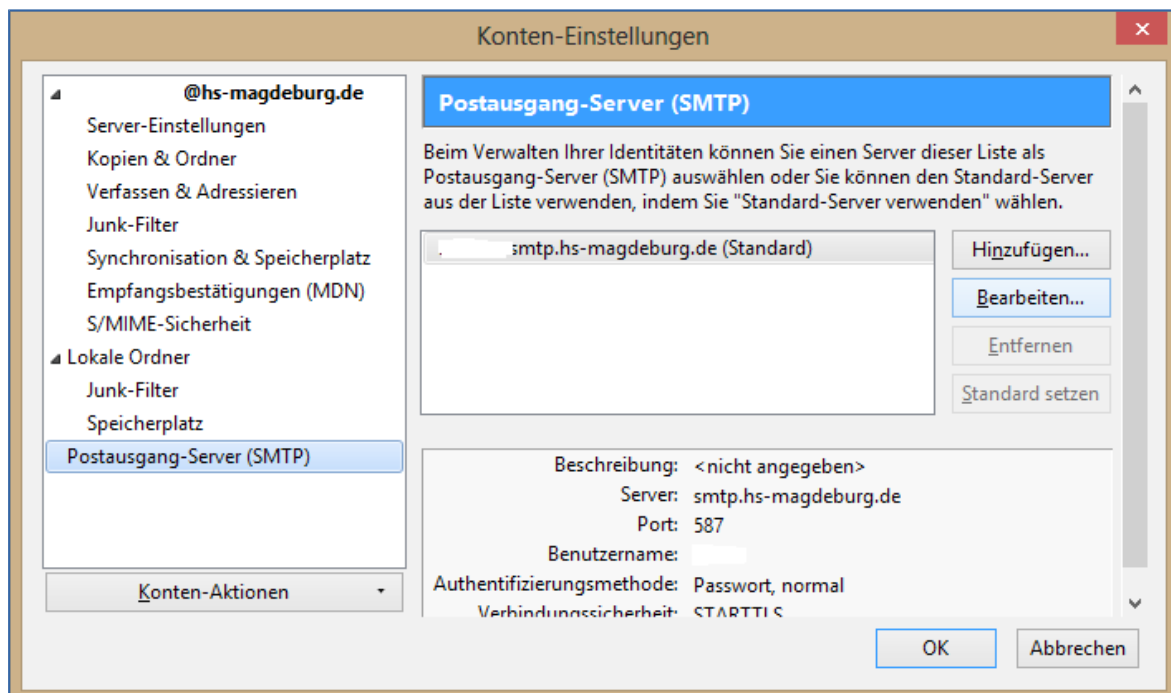 Konten-Einstellungen
@hs-magdeburg.de
Server-Einstellungen
Kopien & Ordner
Verfassen & Adressieren
Junk-Filter
Synchronisation & Speicherplatz
Empfangsbestätigungen (MDN)
S/MIME-Sicherheit
Lokale Ordner
Junk-Filter
Speicherplatz
Postausgang-Server (SMTP)
Konten-Aktionen
Postausgang-Server (SMTP)
Beim Verwalten Ihrer Identitäten können Sie einen Server dieser Liste als
Postausgang-Server (SMTP) auswählen oder Sie können den Standard-Server
aus der Liste verwenden, indem Sie "Standard-Server verwenden" wählen.
smtp.hs-magdeburg.de (Standard)
Hinzufügen...
Bearbeiten...
Entfernen
Standard setzen
Beschreibung: <nicht angegeben>
Server: smtp.hs-magdeburg.de
Port: 587
Benutzername:
Authentifizierungsmethode: Passwort, normal
Verbindungssicherheit: STARTTLS
OK
Abbrechen